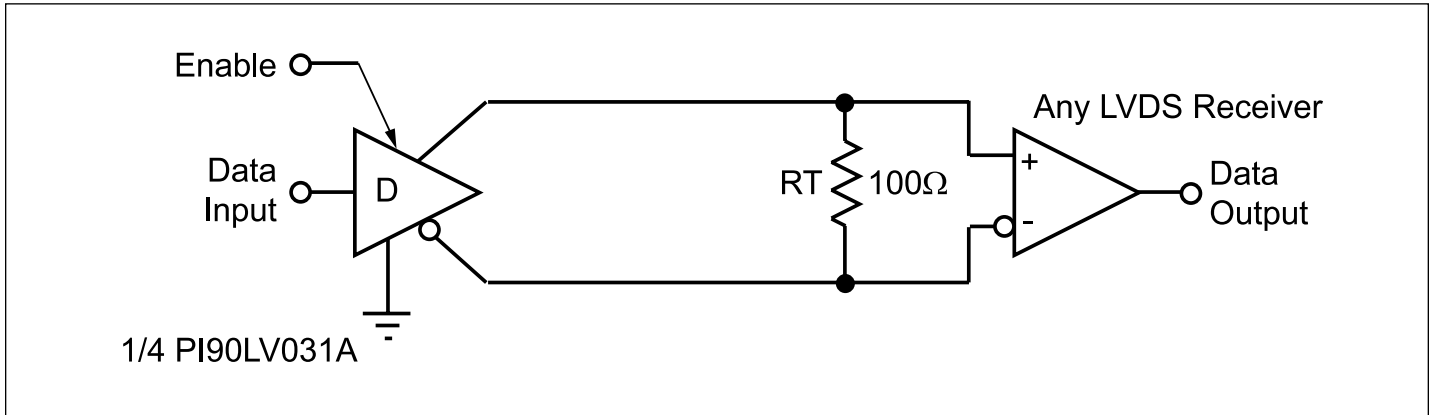 Enable
Data
Input
D
1/4 PI90LV031A
RT
100Ω
Any LVDS Receiver
+
-
Data
Output